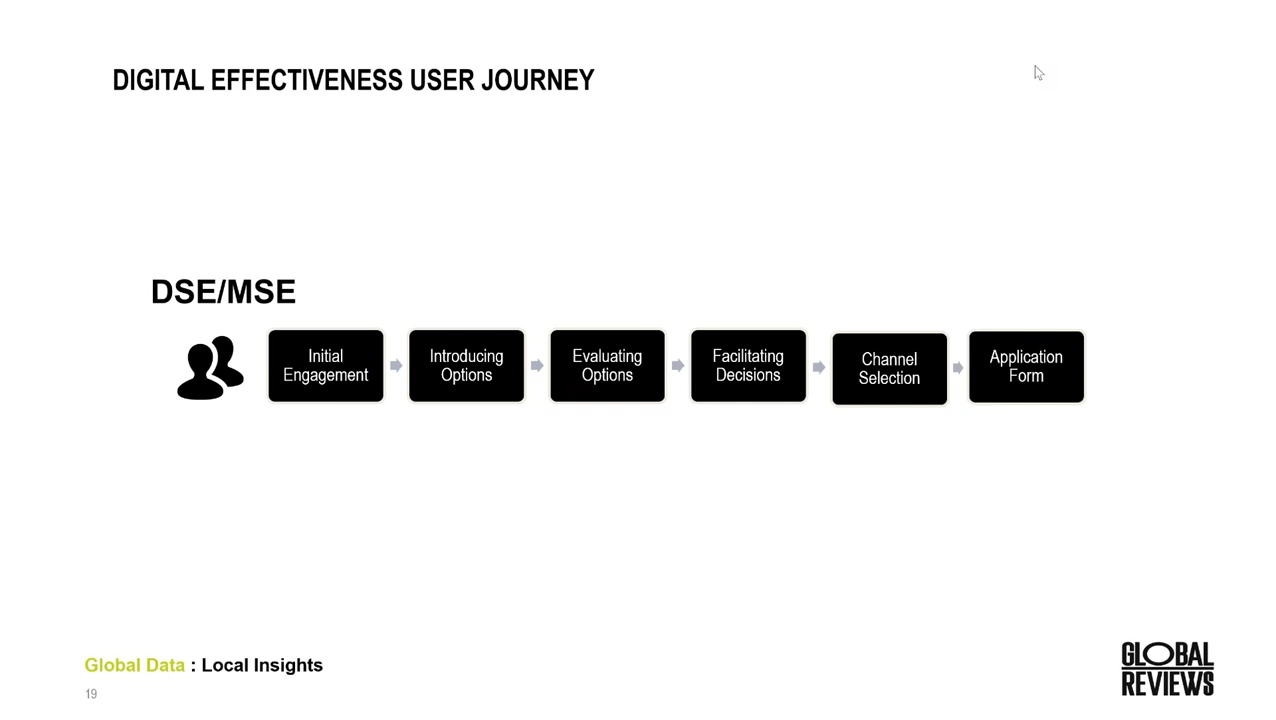 DIGITAL EFFECTIVENESS USER JOURNEY
DSE/MSE
Initial
Engagement
Introducing
Options
Evaluating
Options
Facilitating
Decisions
Channel
Selection
Application
Form
Global Data : Local Insights
19
GLOBAL
REVIEWS